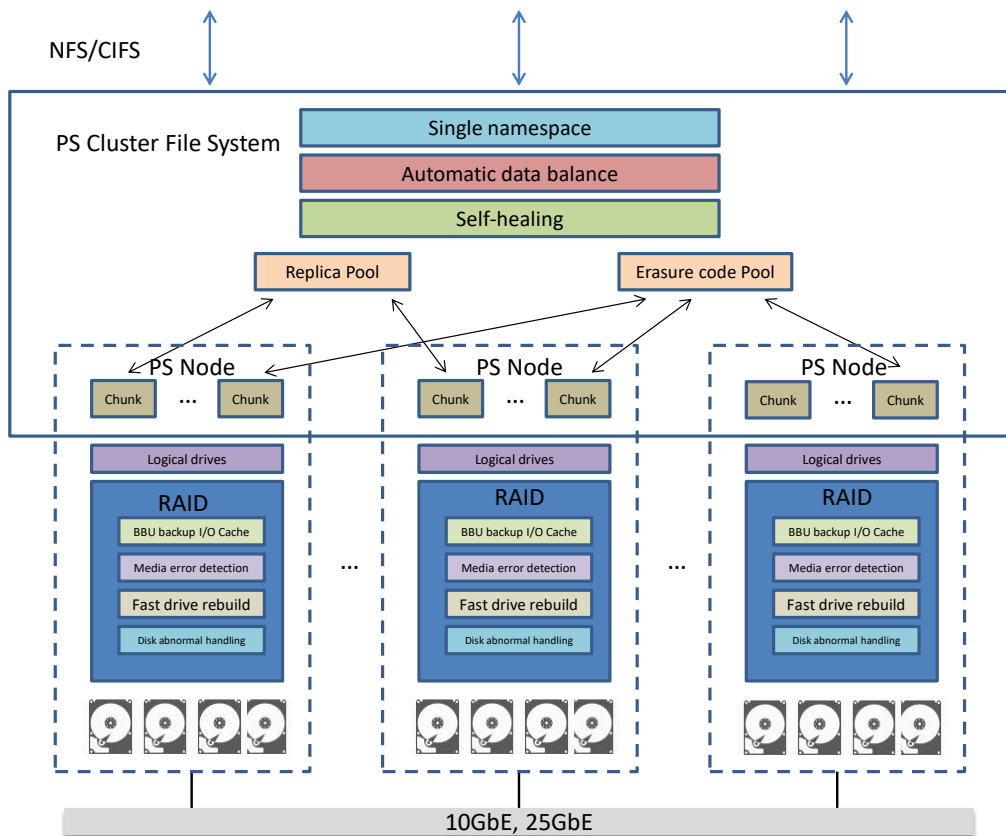 NFS/CIFS
PS Cluster File System
Single namespace
Automatic data balance
Self-healing
Replica Pool
Erasure code Pool
PS Node
PS Node
PS Node
Chunk ... Chunk
Chunk ... Chunk
Chunk ... Chunk
Logical drives
Logical drives
Logical drives
RAID
RAID
RAID
BBU backup I/O Cache
BBU backup I/O Cache
BBU backup I/O Cache
Media error detection
...
Media error detection
...
Media error detection
Fast drive rebuild
Fast drive rebuild
Fast drive rebuild
Disk abnormal handling
Disk abnormal handling
Disk abnormal handling
10GbE, 25GbE